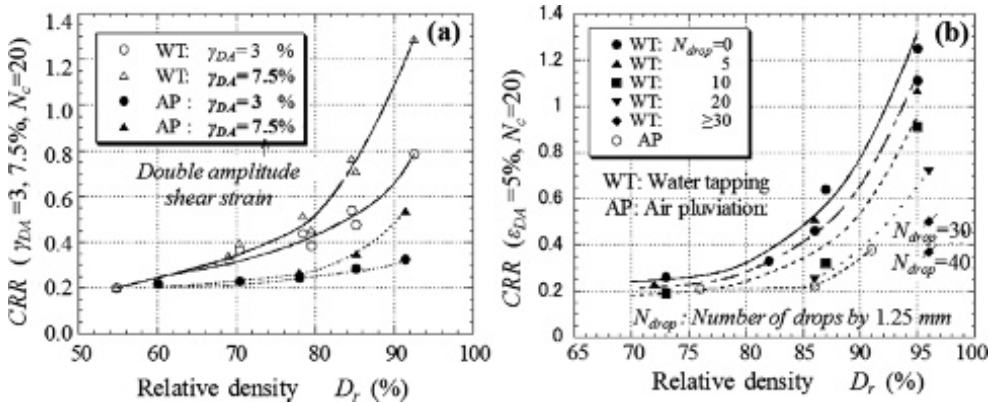 CRR (γDA=3, 7.5%, Nc=20)
1.4
1.2
1.0
0.8
0.6
0.4
0.2
0.0
(a)
WT: γDA=3 %
WT: γDA=7.5%
AP : γDA=3 %
AP : γDA=7.5%
Double amplitude
shear strain
50 60 70 80 90 100
Relative density Dr (%)
CRR (εDA=5%, Nc=20)
1.4
1.2
1
0.8
0.6
0.4
0.2
0
(b)
WT: Ndrop=0
WT: 5
WT: 10
WT: 20
WT: ≥30
AP
WT: Water tapping
AP: Air pluviation:
Ndrop=30
Ndrop=40
Ndrop : Number of drops by 1.25 mm
65 70 75 80 85 90 95 100
Relative density Dr (%)